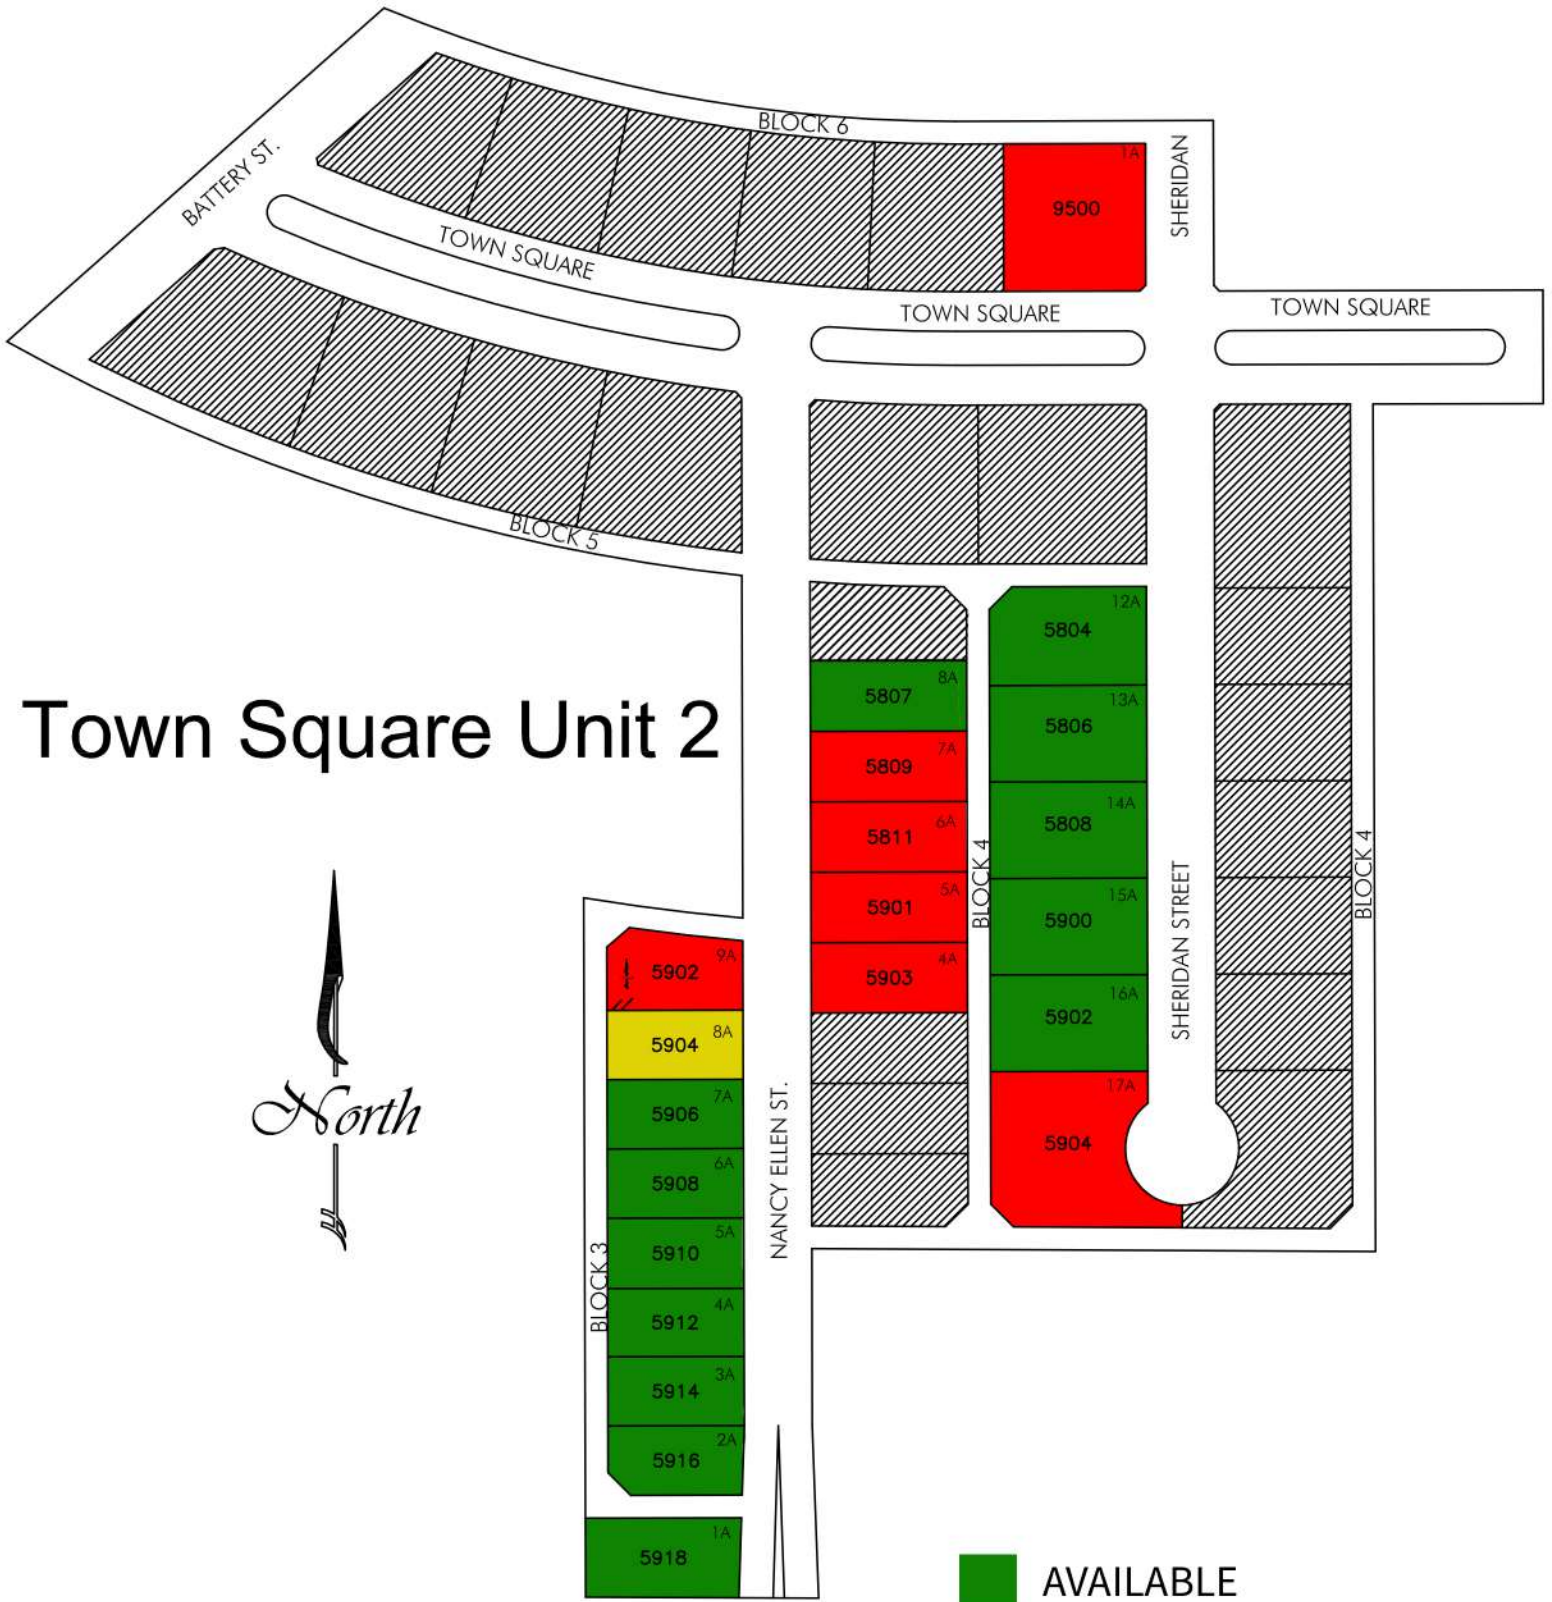 BLOCK 6
SHERIDAN
1A
9500
BATTERY ST.
TOWN SQUARE
TOWN SQUARE
TOWN SQUARE
BLOCK 5
12A
5804
8A
5807
13A
5806
Town Square Unit 2
7A
5809
14A
5808
6A
5811
BLOCK 4
BLOCK 4
5A
5901
15A
5900
SHERIDAN STREET
9A
5902
4A
5903
16A
5902
8A
5904
17A
5904
North
7A
5906
NANCY ELLEN ST.
6A
5908
5A
5910
BLOCK 3
4A
5912
3A
5914
2A
5916
1A
5918
AVAILABLE